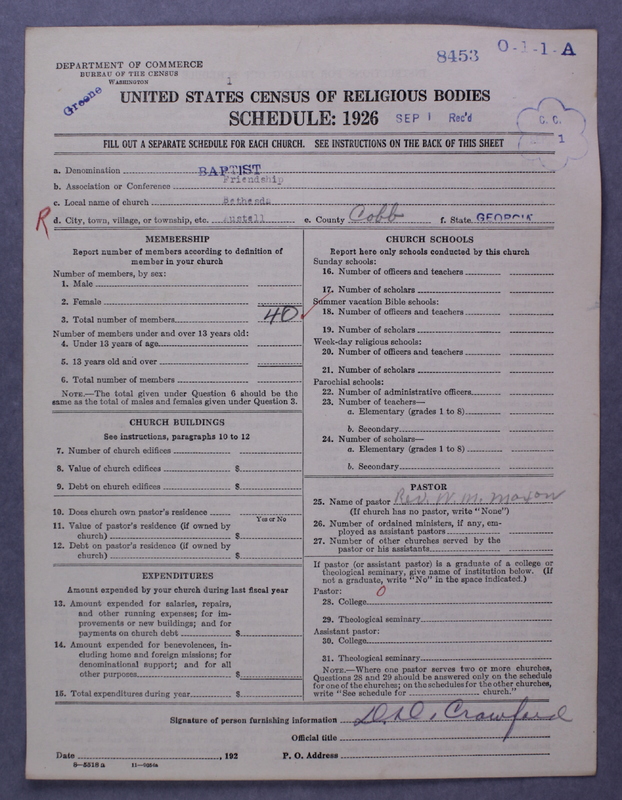 8453 O-1-1-A
DEPARTMENT OF COMMERCE
BUREAU OF THE CENSUS
WASHINGTON
1
Greene
UNITED STATES CENSUS OF RELIGIOUS BODIES
SCHEDULE: 1926 SEP 1 Rec'd
C. C.
1
FILL OUT A SEPARATE SCHEDULE FOR EACH CHURCH. SEE INSTRUCTIONS ON THE BACK OF THIS SHEET
a. Denomination BAPTIST
b. Association or Conference Friendship
c. Local name of church Bethesda
R d. City, town, village, or township, etc. Austell e. County Cobb f. State GEORGIA
MEMBERSHIP
Report number of members according to definition of
member in your church
Number of members, by sex:
1. Male
2. Female
3. Total number of members 40
Number of members under and over 13 years old:
4. Under 13 years of age
5. 13 years old and over
6. Total number of members
NOTE.—The total given under Question 6 should be the
same as the total of males and females given under Question 3.
CHURCH BUILDINGS
See instructions, paragraphs 10 to 12
7. Number of church edifices
8. Value of church edifices $
9. Debt on church edifices $
10. Does church own pastor's residence
Yes or No
11. Value of pastor's residence (if owned by
church) $
12. Debt on pastor's residence (if owned by
church) $
EXPENDITURES
Amount expended by your church during last fiscal year
13. Amount expended for salaries, repairs,
and other running expenses; for im-
provements or new buildings; and for
payments on church debt $
14. Amount expended for benevolences, in-
cluding home and foreign missions; for
denominational support; and for all
other purposes $
15. Total expenditures during year $
CHURCH SCHOOLS
Report here only schools conducted by this church
Sunday schools:
16. Number of officers and teachers
17. Number of scholars
Summer vacation Bible schools:
18. Number of officers and teachers
19. Number of scholars
Week-day religious schools:
20. Number of officers and teachers
21. Number of scholars
Parochial schools:
22. Number of administrative officers
23. Number of teachers—
a. Elementary (grades 1 to 8)
b. Secondary
24. Number of scholars—
a. Elementary (grades 1 to 8)
b. Secondary $
PASTOR
25. Name of pastor Rev. W. M. Maxon
(If church has no pastor, write "None")
26. Number of ordained ministers, if any, em-
ployed as assistant pastors
27. Number of other churches served by the
pastor or his assistants
If pastor (or assistant pastor) is a graduate of a college or
theological seminary, give name of institution below. (If
not a graduate, write "No" in the space indicated.)
Pastor: 0
28. College
29. Theological seminary
Assistant pastor:
30. College
31. Theological seminary
NOTE.—Where one pastor serves two or more churches,
Questions 28 and 29 should be answered only on the schedule
for one of the churches; on the schedules for the other churches,
write "See schedule for church."
Signature of person furnishing information D. D. Crawford
Official title
Date , 192 P. O. Address
8—5518 a 11—9264a